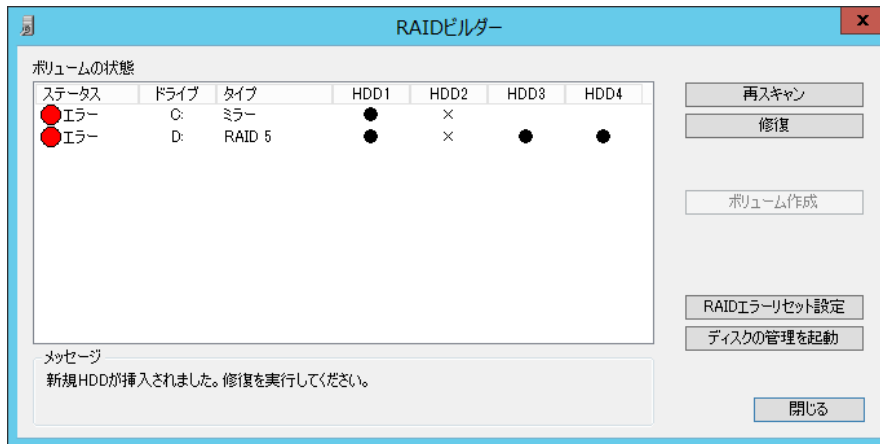 RAIDビルダー
x
ボリュームの状態
ステータス ドライブ タイプ HDD1 HDD2 HDD3 HDD4
エラー C: ミラー ● ×
エラー D: RAID 5 ● × ● ●
再スキャン
修復
ボリューム作成
RAIDエラーリセット設定
ディスクの管理を起動
メッセージ
新規HDDが挿入されました。修復を実行してください。
閉じる